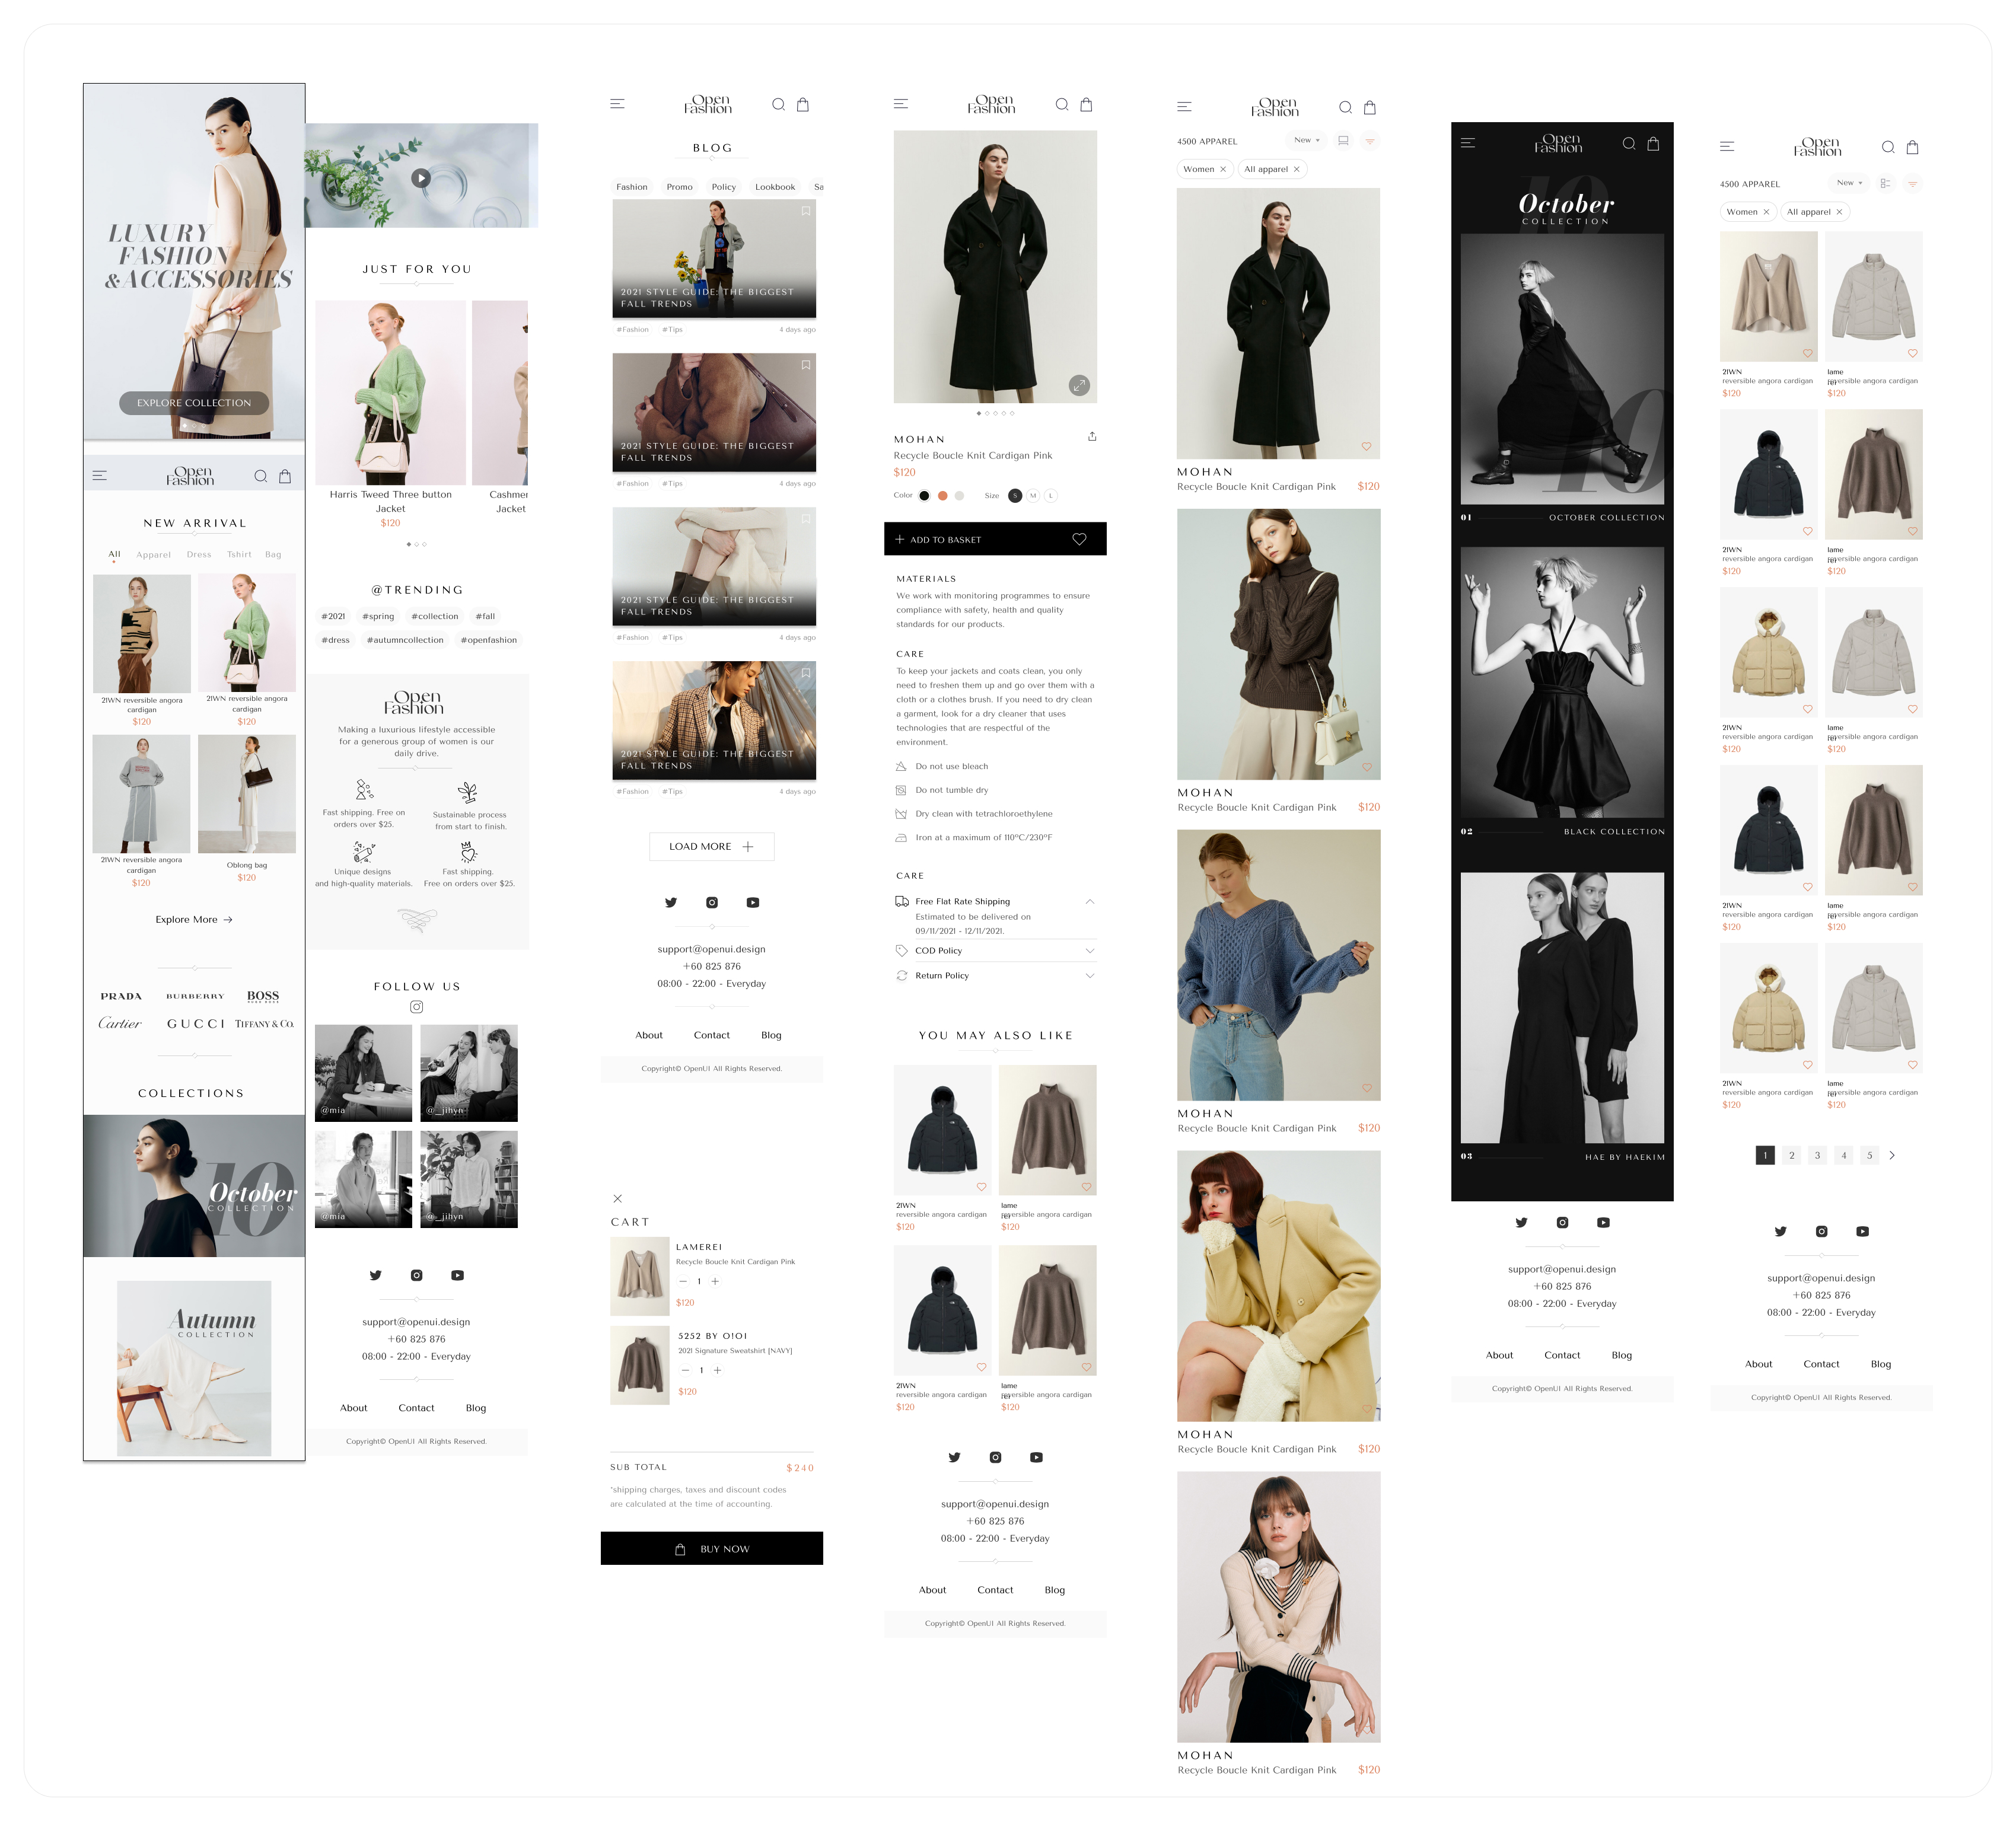 LUXURY
FASHION
&ACCESSORIES
EXPLORE COLLECTION
Open
Fashion
NEW ARRIVAL
All Apparel Dress Tshirt Bag
21WN reversible angora
cardigan
$120
21WN reversible angora
cardigan
$120
21WN reversible angora
cardigan
$120
Oblong bag
$120
Explore More
PRADA BURBERRY BOSS
HUGO BOSS
Cartier GUCCI TIFFANY & CO.
COLLECTIONS
10
October
COLLECTION
Autumn
COLLECTION
JUST FOR YOU
Harris Tweed Three button
Jacket
$120
Cashmer
Jacket
@TRENDING
#2021 #spring #collection #fall
#dress #autumncollection #openfashion
Open
Fashion
Making a luxurious lifestyle accessible
for a generous group of women is our
daily drive.
Fast shipping. Free on
orders over $25.
Sustainable process
from start to finish.
Unique designs
and high-quality materials.
Fast shipping.
Free on orders over $25.
FOLLOW US
@mia @_jihyn
@mia @_jihyn
support@openui.design
+60 825 876
08:00 - 22:00 - Everyday
About Contact Blog
Copyright© OpenUI All Rights Reserved.
Open
Fashion
BLOG
Fashion Promo Policy Lookbook Sa
2021 STYLE GUIDE: THE BIGGEST
FALL TRENDS
#Fashion #Tips 4 days ago
2021 STYLE GUIDE: THE BIGGEST
FALL TRENDS
#Fashion #Tips 4 days ago
2021 STYLE GUIDE: THE BIGGEST
FALL TRENDS
#Fashion #Tips 4 days ago
2021 STYLE GUIDE: THE BIGGEST
FALL TRENDS
#Fashion #Tips 4 days ago
LOAD MORE
support@openui.design
+60 825 876
08:00 - 22:00 - Everyday
About Contact Blog
Copyright© OpenUI All Rights Reserved.
CART
LAMEREI
Recycle Boucle Knit Cardigan Pink
1
$120
5252 BY O!OI
2021 Signature Sweatshirt [NAVY]
1
$120
SUB TOTAL $240
*shipping charges, taxes and discount codes
are calculated at the time of accounting.
BUY NOW
Open
Fashion
MOHAN
Recycle Boucle Knit Cardigan Pink
$120
Color Size S M L
ADD TO BASKET
MATERIALS
We work with monitoring programmes to ensure
compliance with safety, health and quality
standards for our products.
CARE
To keep your jackets and coats clean, you only
need to freshen them up and go over them with a
cloth or a clothes brush. If you need to dry clean
a garment, look for a dry cleaner that uses
technologies that are respectful of the
environment.
Do not use bleach
Do not tumble dry
Dry clean with tetrachloroethylene
Iron at a maximum of 110ºC/230ºF
CARE
Free Flat Rate Shipping
Estimated to be delivered on
09/11/2021 - 12/11/2021.
COD Policy
Return Policy
YOU MAY ALSO LIKE
21WN
reversible angora cardigan
$120
lame
rei
reversible angora cardigan
$120
21WN
reversible angora cardigan
$120
lame
rei
reversible angora cardigan
$120
support@openui.design
+60 825 876
08:00 - 22:00 - Everyday
About Contact Blog
Copyright© OpenUI All Rights Reserved.
Open
Fashion
4500 APPAREL New
Women All apparel
MOHAN
Recycle Boucle Knit Cardigan Pink $120
MOHAN
Recycle Boucle Knit Cardigan Pink $120
MOHAN
Recycle Boucle Knit Cardigan Pink $120
MOHAN
Recycle Boucle Knit Cardigan Pink $120
MOHAN
Recycle Boucle Knit Cardigan Pink $120
Open
Fashion
10
October
COLLECTION
10
01 OCTOBER COLLECTION
02 BLACK COLLECTION
03 HAE BY HAEKIM
support@openui.design
+60 825 876
08:00 - 22:00 - Everyday
About Contact Blog
Copyright© OpenUI All Rights Reserved.
Open
Fashion
4500 APPAREL New
Women All apparel
21WN
reversible angora cardigan
$120
lame
rei
reversible angora cardigan
$120
21WN
reversible angora cardigan
$120
lame
rei
reversible angora cardigan
$120
21WN
reversible angora cardigan
$120
lame
rei
reversible angora cardigan
$120
21WN
reversible angora cardigan
$120
lame
rei
reversible angora cardigan
$120
21WN
reversible angora cardigan
$120
lame
rei
reversible angora cardigan
$120
1 2 3 4 5
support@openui.design
+60 825 876
08:00 - 22:00 - Everyday
About Contact Blog
Copyright© OpenUI All Rights Reserved.